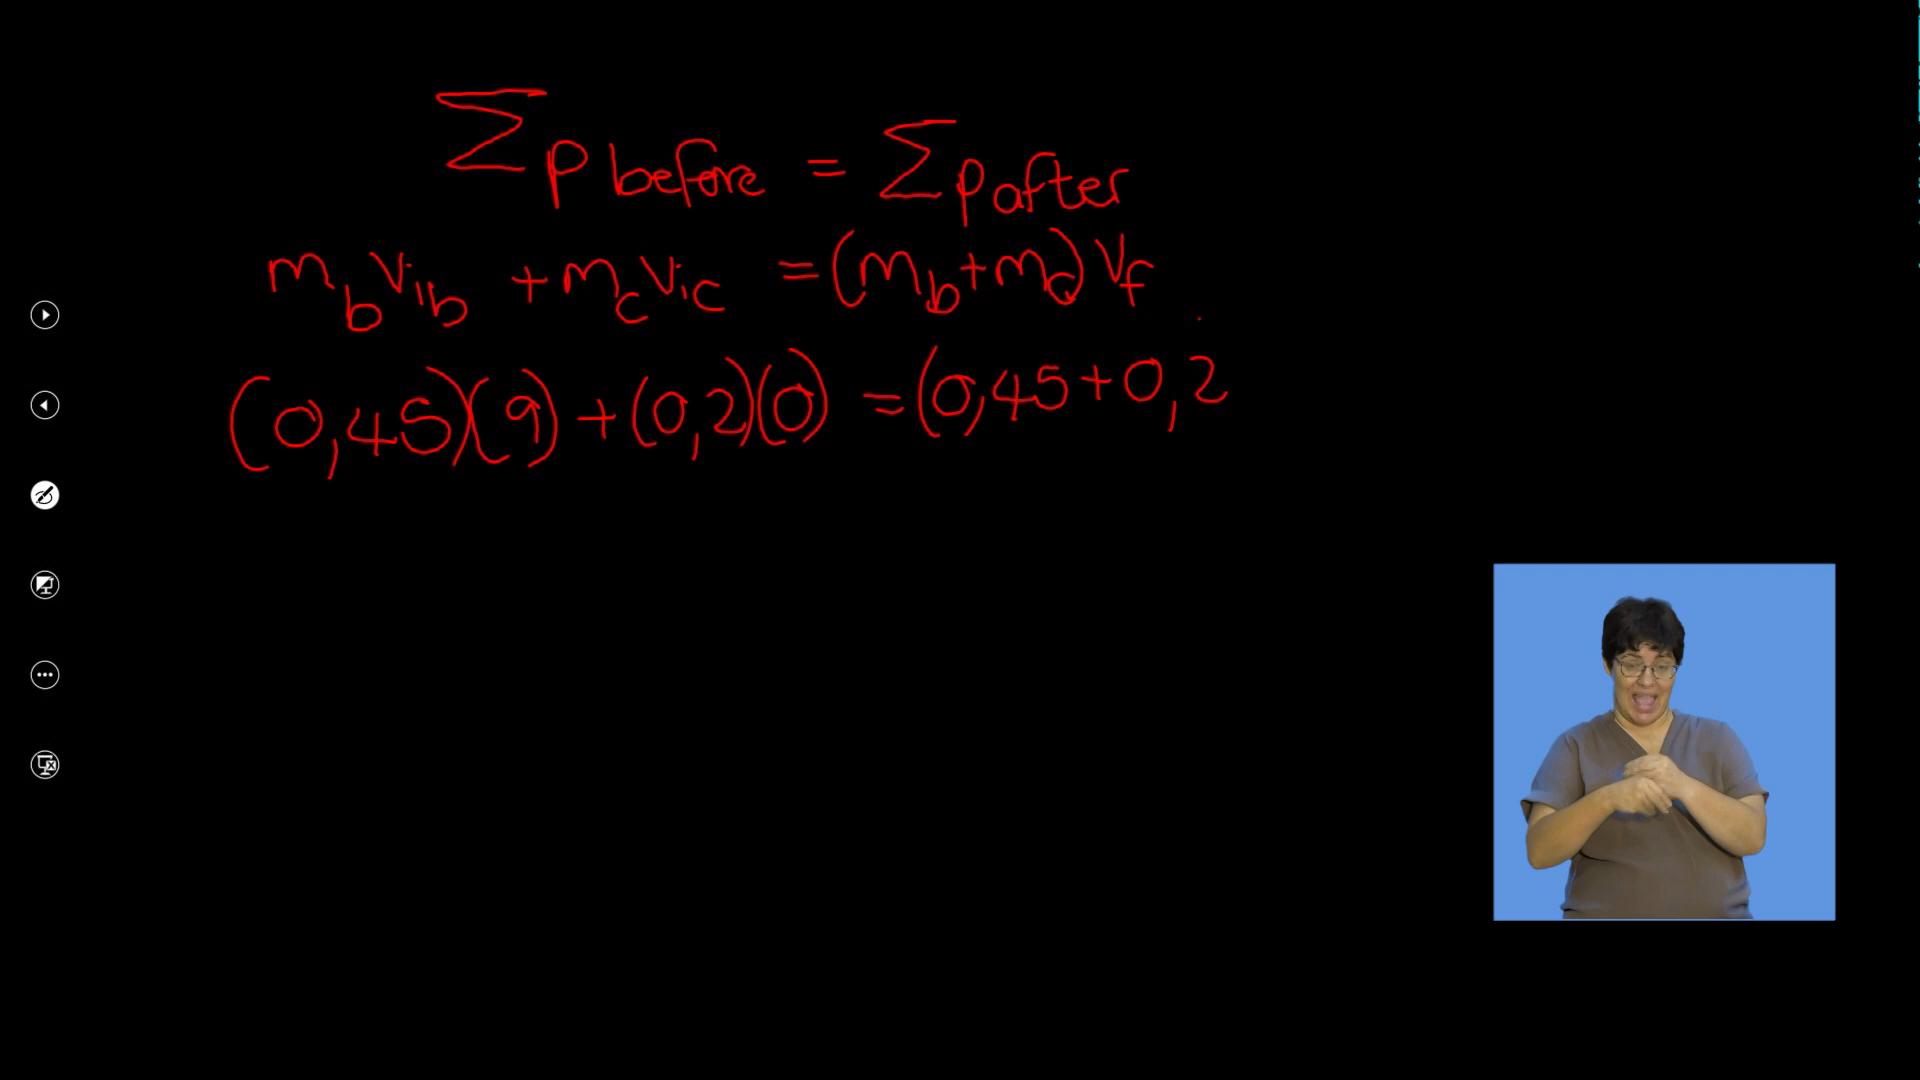 Σp before = Σp after
m_b v_ib + m_c v_ic = (m_b + m_c) v_f
(0,45)(9) + (0,2)(0) = (0,45 + 0,2